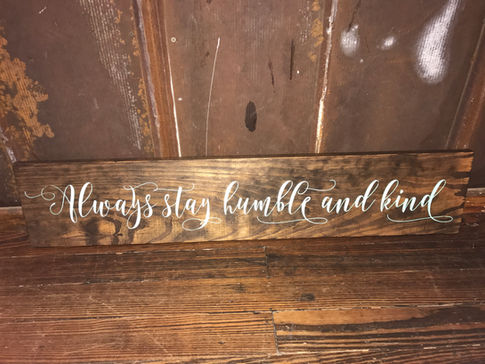 Always stay humble and kind